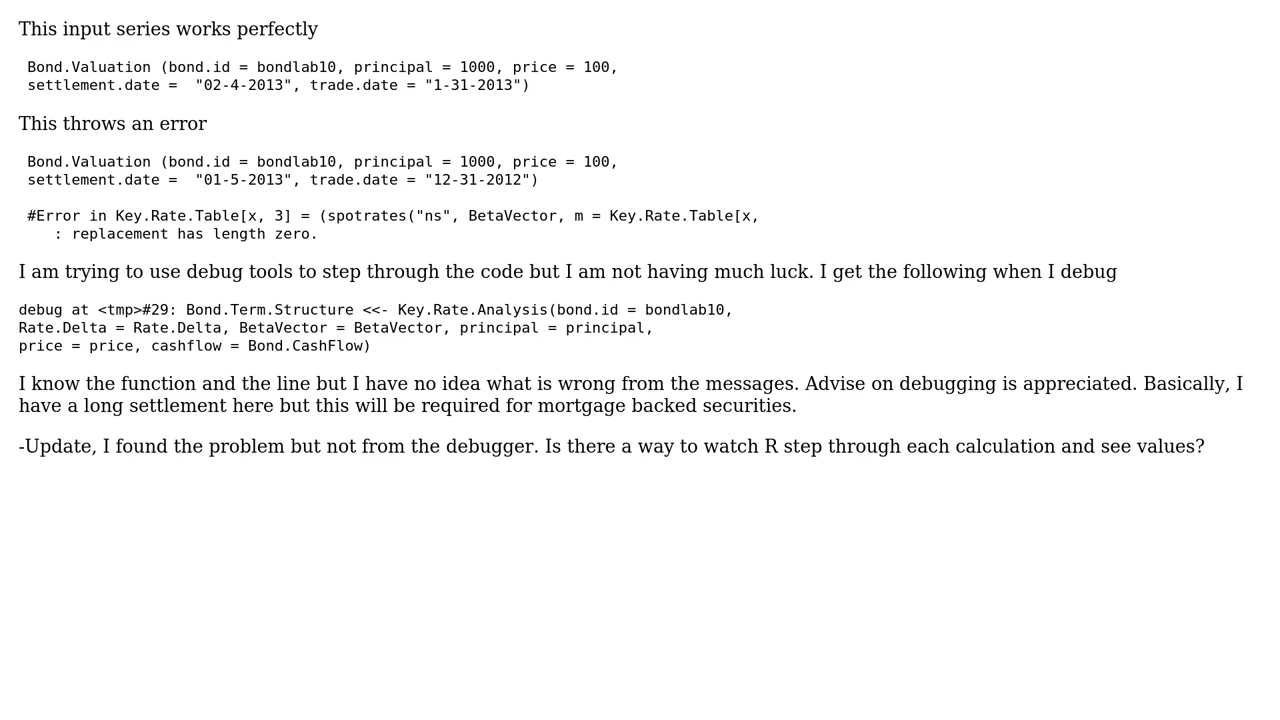 This input series works perfectly
Bond.Valuation (bond.id = bondlab10, principal = 1000, price = 100,
settlement.date =  "02-4-2013", trade.date = "1-31-2013")
This throws an error
Bond.Valuation (bond.id = bondlab10, principal = 1000, price = 100,
settlement.date =  "01-5-2013", trade.date = "12-31-2012")
#Error in Key.Rate.Table[x, 3] = (spotrates("ns", BetaVector, m = Key.Rate.Table[x,
: replacement has length zero.
I am trying to use debug tools to step through the code but I am not having much luck. I get the following when I debug
debug at <tmp>#29: Bond.Term.Structure <<- Key.Rate.Analysis(bond.id = bondlab10,
Rate.Delta = Rate.Delta, BetaVector = BetaVector, principal = principal,
price = price, cashflow = Bond.CashFlow)
I know the function and the line but I have no idea what is wrong from the messages. Advise on debugging is appreciated. Basically, I
have a long settlement here but this will be required for mortgage backed securities.
-Update, I found the problem but not from the debugger. Is there a way to watch R step through each calculation and see values?